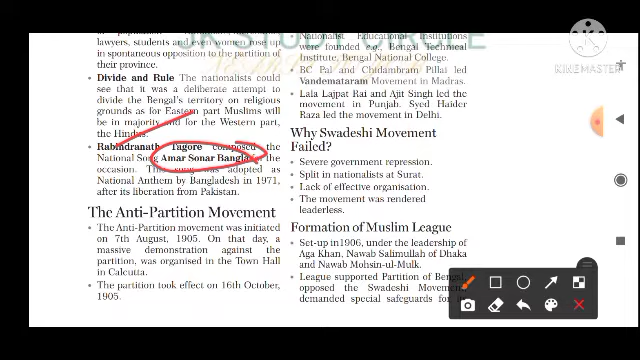 JK STUDY CIRCLE
KINEMASTER
lawyers, students and even women rose up
in spontaneous opposition to the partition of
their province.
• Divide and Rule The nationalists could
see that it was a deliberate attempt to
divide the Bengal's territory on religious
grounds as for Eastern part Muslims will
be in majority and for the Western part,
the Hindus.
• Rabindranath Tagore composed the
National Song Amar Sonar Bangla for the
occasion. This song was adopted as
National Anthem by Bangladesh in 1971,
after its liberation from Pakistan.
The Anti-Partition Movement
• The Anti-Partition movement was initiated
on 7th August, 1905. On that day, a
massive demonstration against the
partition, was organised in the Town Hall
in Calcutta.
• The partition took effect on 16th October,
1905.
• Nationalist Educational Institutions
were founded e.g., Bengal Technical
Institute, Bengal National College.
• BC Pal and Chidambram Pillai led
Vandemataram Movement in Madras.
• Lala Lajpat Rai and Ajit Singh led the
movement in Punjab. Syed Haider
Raza led the movement in Delhi.
Why Swadeshi Movement
Failed?
• Severe government repression.
• Split in nationalists at Surat.
• Lack of effective organisation.
• The movement was rendered
leaderless.
Formation of Muslim League
• Set-up in 1906, under the leadership of
Aga Khan, Nawab Salimullah of Dhaka
and Nawab Mohsin-ul-Mulk.
• League supported Partition of Bengal,
opposed the Swadeshi Movement
demanded special safeguards for